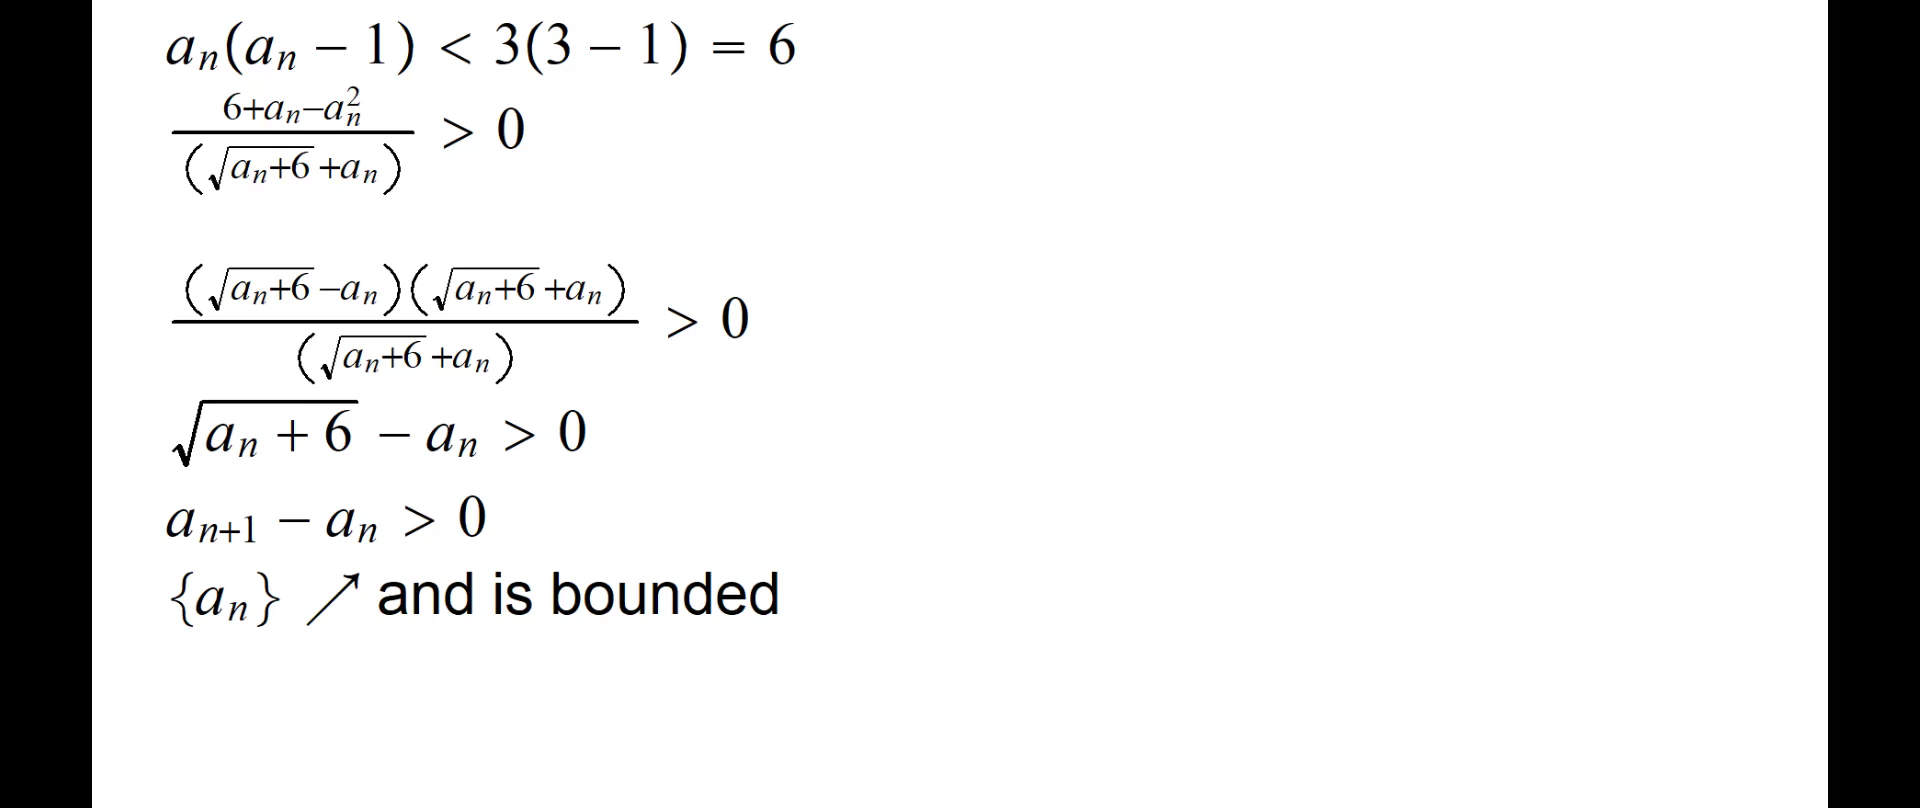 aₙ(aₙ − 1) < 3(3 − 1) = 6
(6+aₙ−aₙ²)/(√(aₙ+6) +aₙ) > 0
(√(aₙ+6) −aₙ)(√(aₙ+6) +aₙ)/(√(aₙ+6) +aₙ) > 0
√(aₙ + 6) − aₙ > 0
aₙ₊₁ − aₙ > 0
{aₙ} ↗ and is bounded